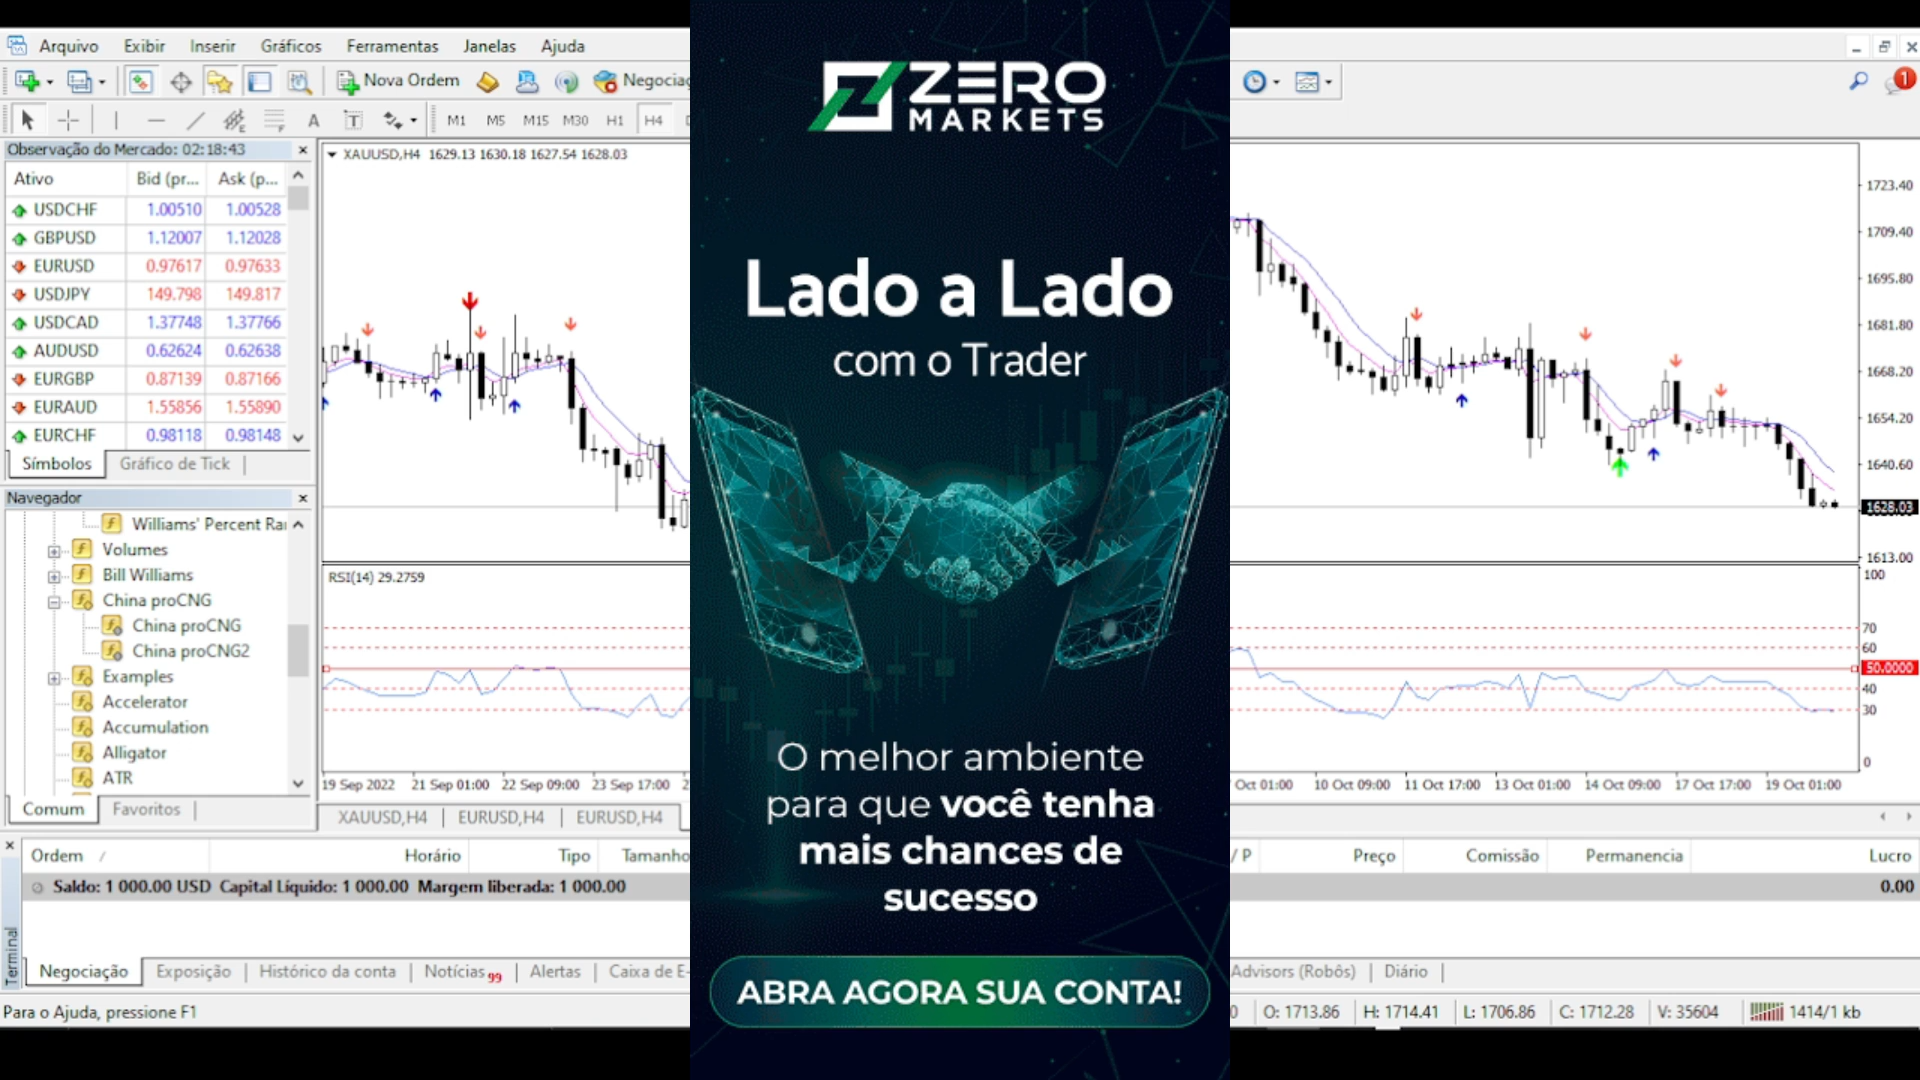 Arquivo Exibir Inserir Gráficos Ferramentas Janelas Ajuda
Nova Ordem
1
A T M1 M5 M15 M30 H1 H4
Observação do Mercado: 02:18:43
Ativo Bid (pr... Ask (p...
USDCHF 1.00510 1.00528
GBPUSD 1.12007 1.12028
EURUSD 0.97617 0.97633
USDJPY 149.798 149.817
USDCAD 1.37748 1.37766
AUDUSD 0.62624 0.62638
EURGBP 0.87139 0.87166
EURAUD 1.55856 1.55890
EURCHF 0.98118 0.98148
Símbolos Gráfico de Tick
Navegador
Williams' Percent Ra
Volumes
Bill Williams
China proCNG
China proCNG
China proCNG2
Examples
Accelerator
Accumulation
Alligator
ATR
Comum Favoritos
XAUUSD,H4 1629.13 1630.18 1627.54 1628.03
RSI(14) 29.2759
19 Sep 2022 21 Sep 01:00 22 Sep 09:00 23 Sep 17:00
XAUUSD,H4 EURUSD,H4 EURUSD,H4
ZERO
MARKETS
Lado a Lado
com o Trader
O melhor ambiente
para que você tenha
mais chances de
sucesso
ABRA AGORA SUA CONTA!
1723.40
1709.40
1695.80
1681.80
1668.20
1654.20
1640.60
1628.03
1613.00
100
70
60
50.0000
40
30
0
Oct 01:00 10 Oct 09:00 11 Oct 17:00 13 Oct 01:00 14 Oct 09:00 17 Oct 17:00 19 Oct 01:00
Ordem / Horário Tipo Tamanho / P Preço Comissão Permanencia Lucro
Saldo: 1 000.00 USD Capital Líquido: 1 000.00 Margem liberada: 1 000.00 0.00
Terminal
Negociação Exposição Histórico da conta Notícias 99 Alertas Caixa de E- Advisors (Robôs) Diário
Para o Ajuda, pressione F1 0 O: 1713.86 H: 1714.41 L: 1706.86 C: 1712.28 V: 35604 1414/1 kb